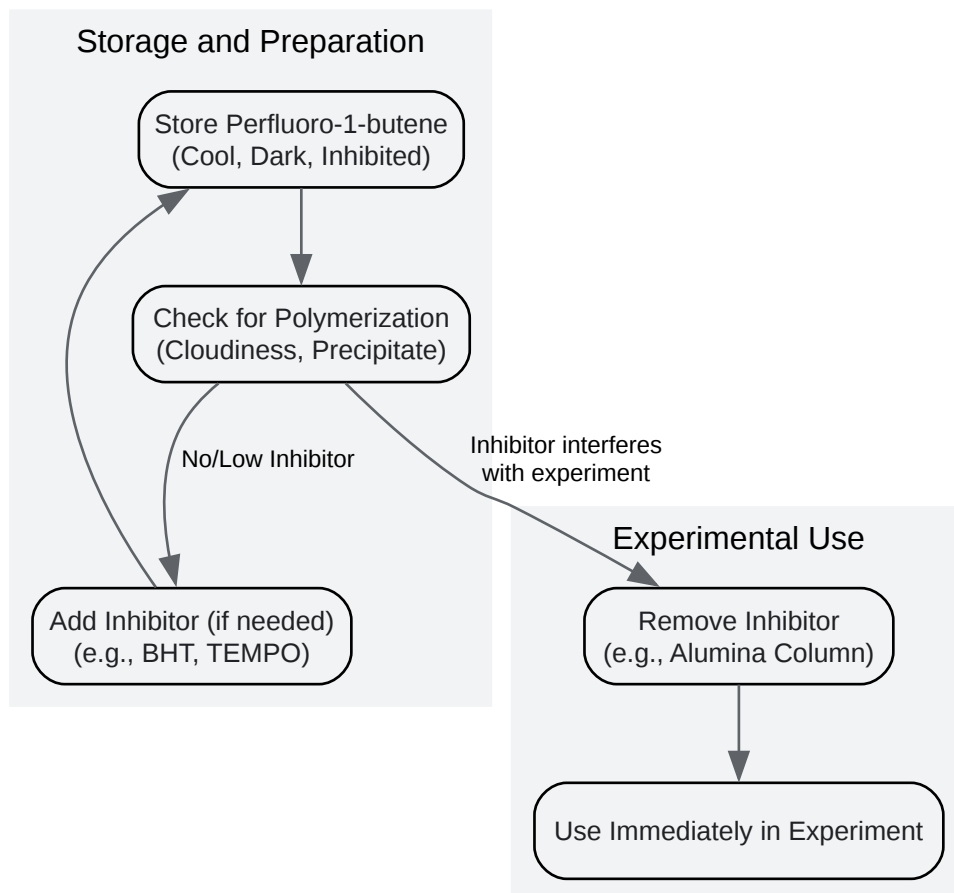 Storage and Preparation
Store Perfluoro-1-butene
(Cool, Dark, Inhibited)
Check for Polymerization
(Cloudiness, Precipitate)
No/Low Inhibitor
Inhibitor interferes
with experiment
Add Inhibitor (if needed)
(e.g., BHT, TEMPO)
Experimental Use
Remove Inhibitor
(e.g., Alumina Column)
Use Immediately in Experiment